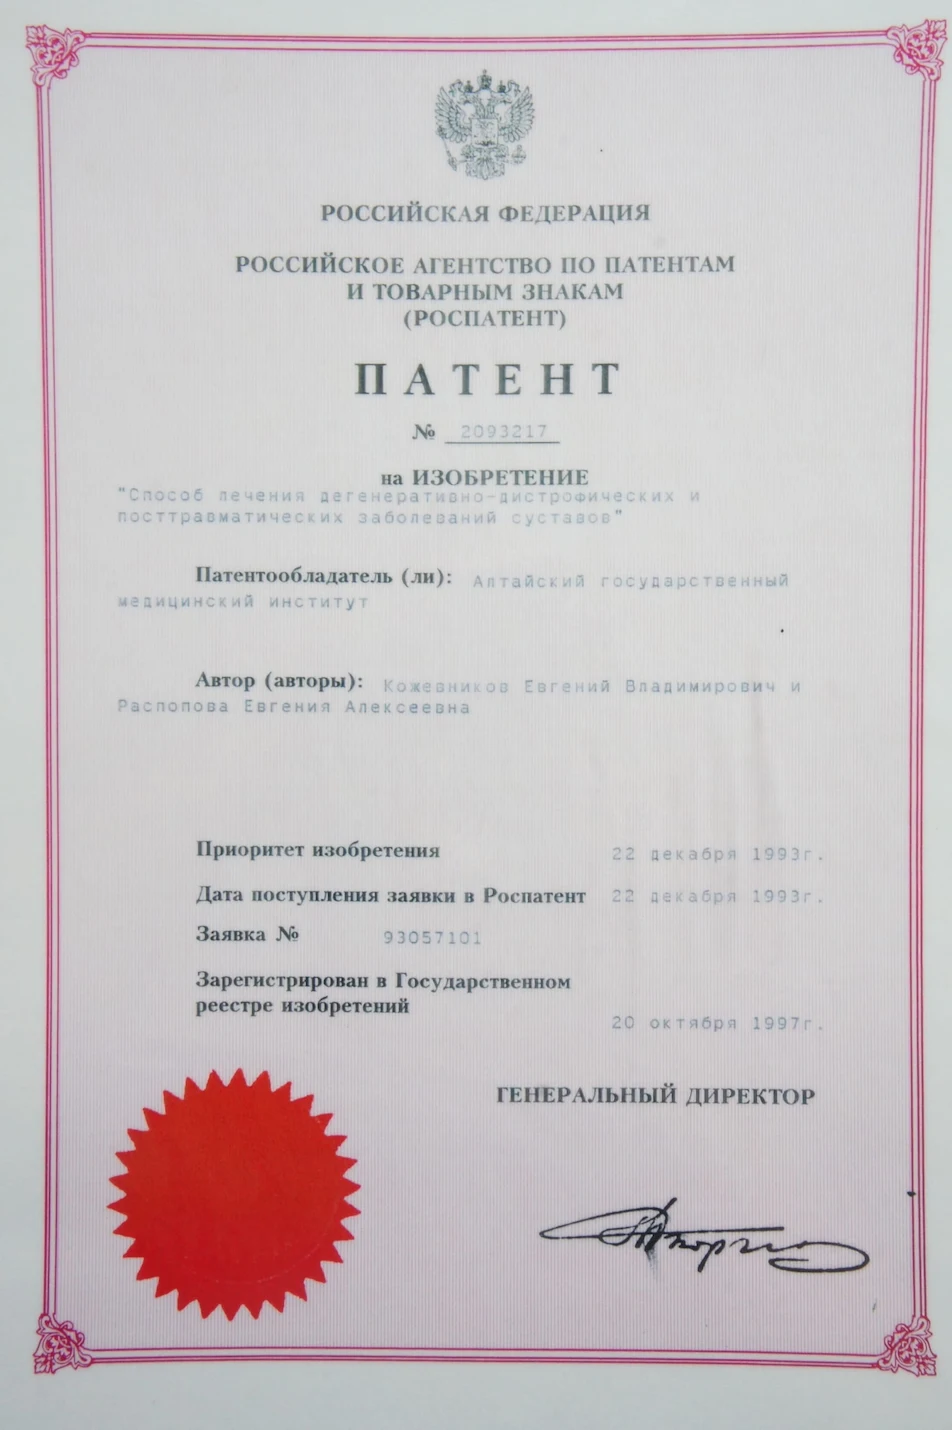 РОССИЙСКАЯ ФЕДЕРАЦИЯ
РОССИЙСКОЕ АГЕНТСТВО ПО ПАТЕНТАМ
И ТОВАРНЫМ ЗНАКАМ
(РОСПАТЕНТ)
ПАТЕНТ
№ 2093217
на ИЗОБРЕТЕНИЕ
"Способ лечения дегенеративно-дистрофических и
посттравматических заболеваний суставов"
Патентообладатель (ли): Алтайский государственный
медицинский институт
Автор (авторы): Кожевников Евгений Владимирович и
Распопова Евгения Алексеевна
Приоритет изобретения 22 декабря 1993г.
Дата поступления заявки в Роспатент 22 декабря 1993г.
Заявка № 93057101
Зарегистрирован в Государственном
реестре изобретений
20 октября 1997г.
ГЕНЕРАЛЬНЫЙ ДИРЕКТОР